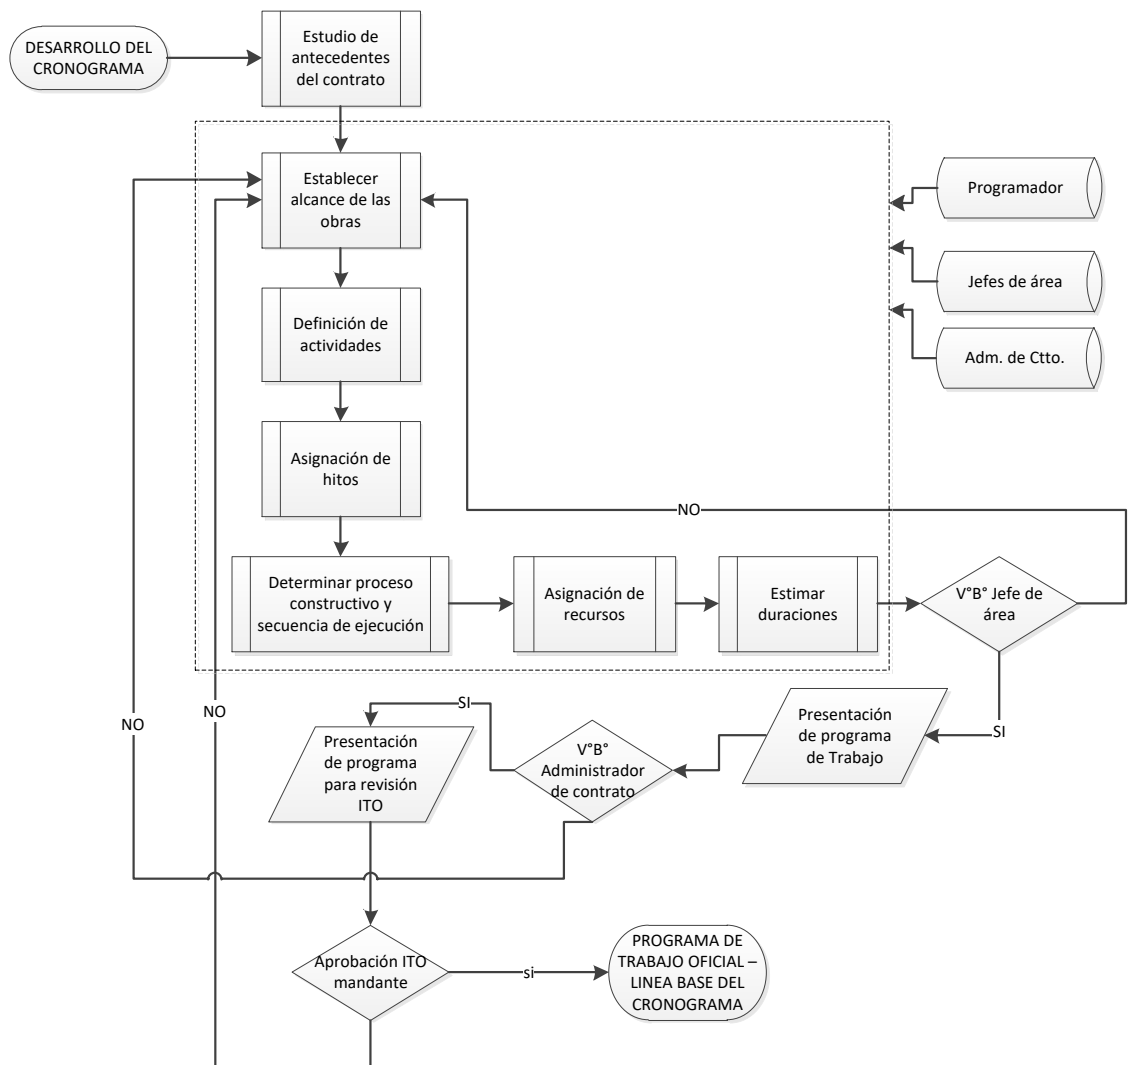 DESARROLLO DEL
CRONOGRAMA
Estudio de
antecedentes
del contrato
Establecer
alcance de las
obras
Programador
Definición de
actividades
Jefes de área
Adm. de Ctto.
Asignación de
hitos
NO
Determinar proceso
constructivo y
secuencia de ejecución
Asignación de
recursos
Estimar
duraciones
V°B° Jefe de
área
NO
NO
SI
SI
Presentación
de programa
de Trabajo
V°B°
Administrador
de contrato
Presentación
de programa
para revisión
ITO
Aprobación ITO
mandante
si
PROGRAMA DE
TRABAJO OFICIAL –
LINEA BASE DEL
CRONOGRAMA